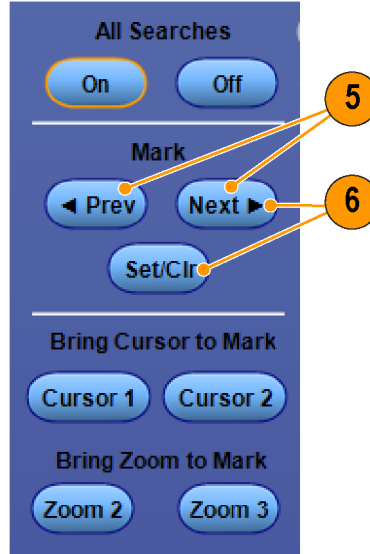 All Searches
On Off
5
Mark
◄ Prev Next ►
6
Set/Clr
Bring Cursor to Mark
Cursor 1 Cursor 2
Bring Zoom to Mark
Zoom 2 Zoom 3